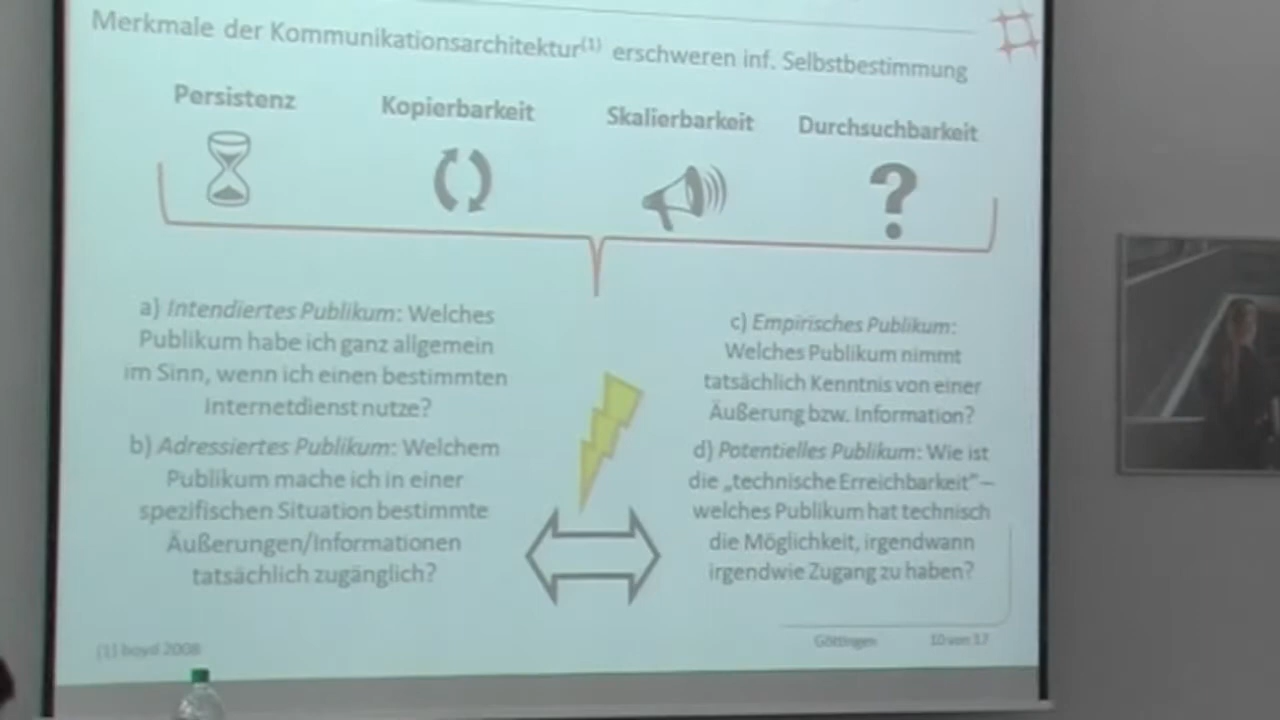 Merkmale der Kommunikationsarchitektur(1) erschweren inf. Selbstbestimmung
Persistenz
Kopierbarkeit
Skalierbarkeit
Durchsuchbarkeit
?
a) Intendiertes Publikum: Welches
Publikum habe ich ganz allgemein
im Sinn, wenn ich einen bestimmten
Internetdienst nutze?
b) Adressiertes Publikum: Welchem
Publikum mache ich in einer
spezifischen Situation bestimmte
Äußerungen/Informationen
tatsächlich zugänglich?
c) Empirisches Publikum:
Welches Publikum nimmt
tatsächlich Kenntnis von einer
Äußerung bzw. Information?
d) Potentielles Publikum: Wie ist
die „technische Erreichbarkeit" –
welches Publikum hat technisch
die Möglichkeit, irgendwann
irgendwie Zugang zu haben?
(1) boyd 2008
Göttingen
10 von 17